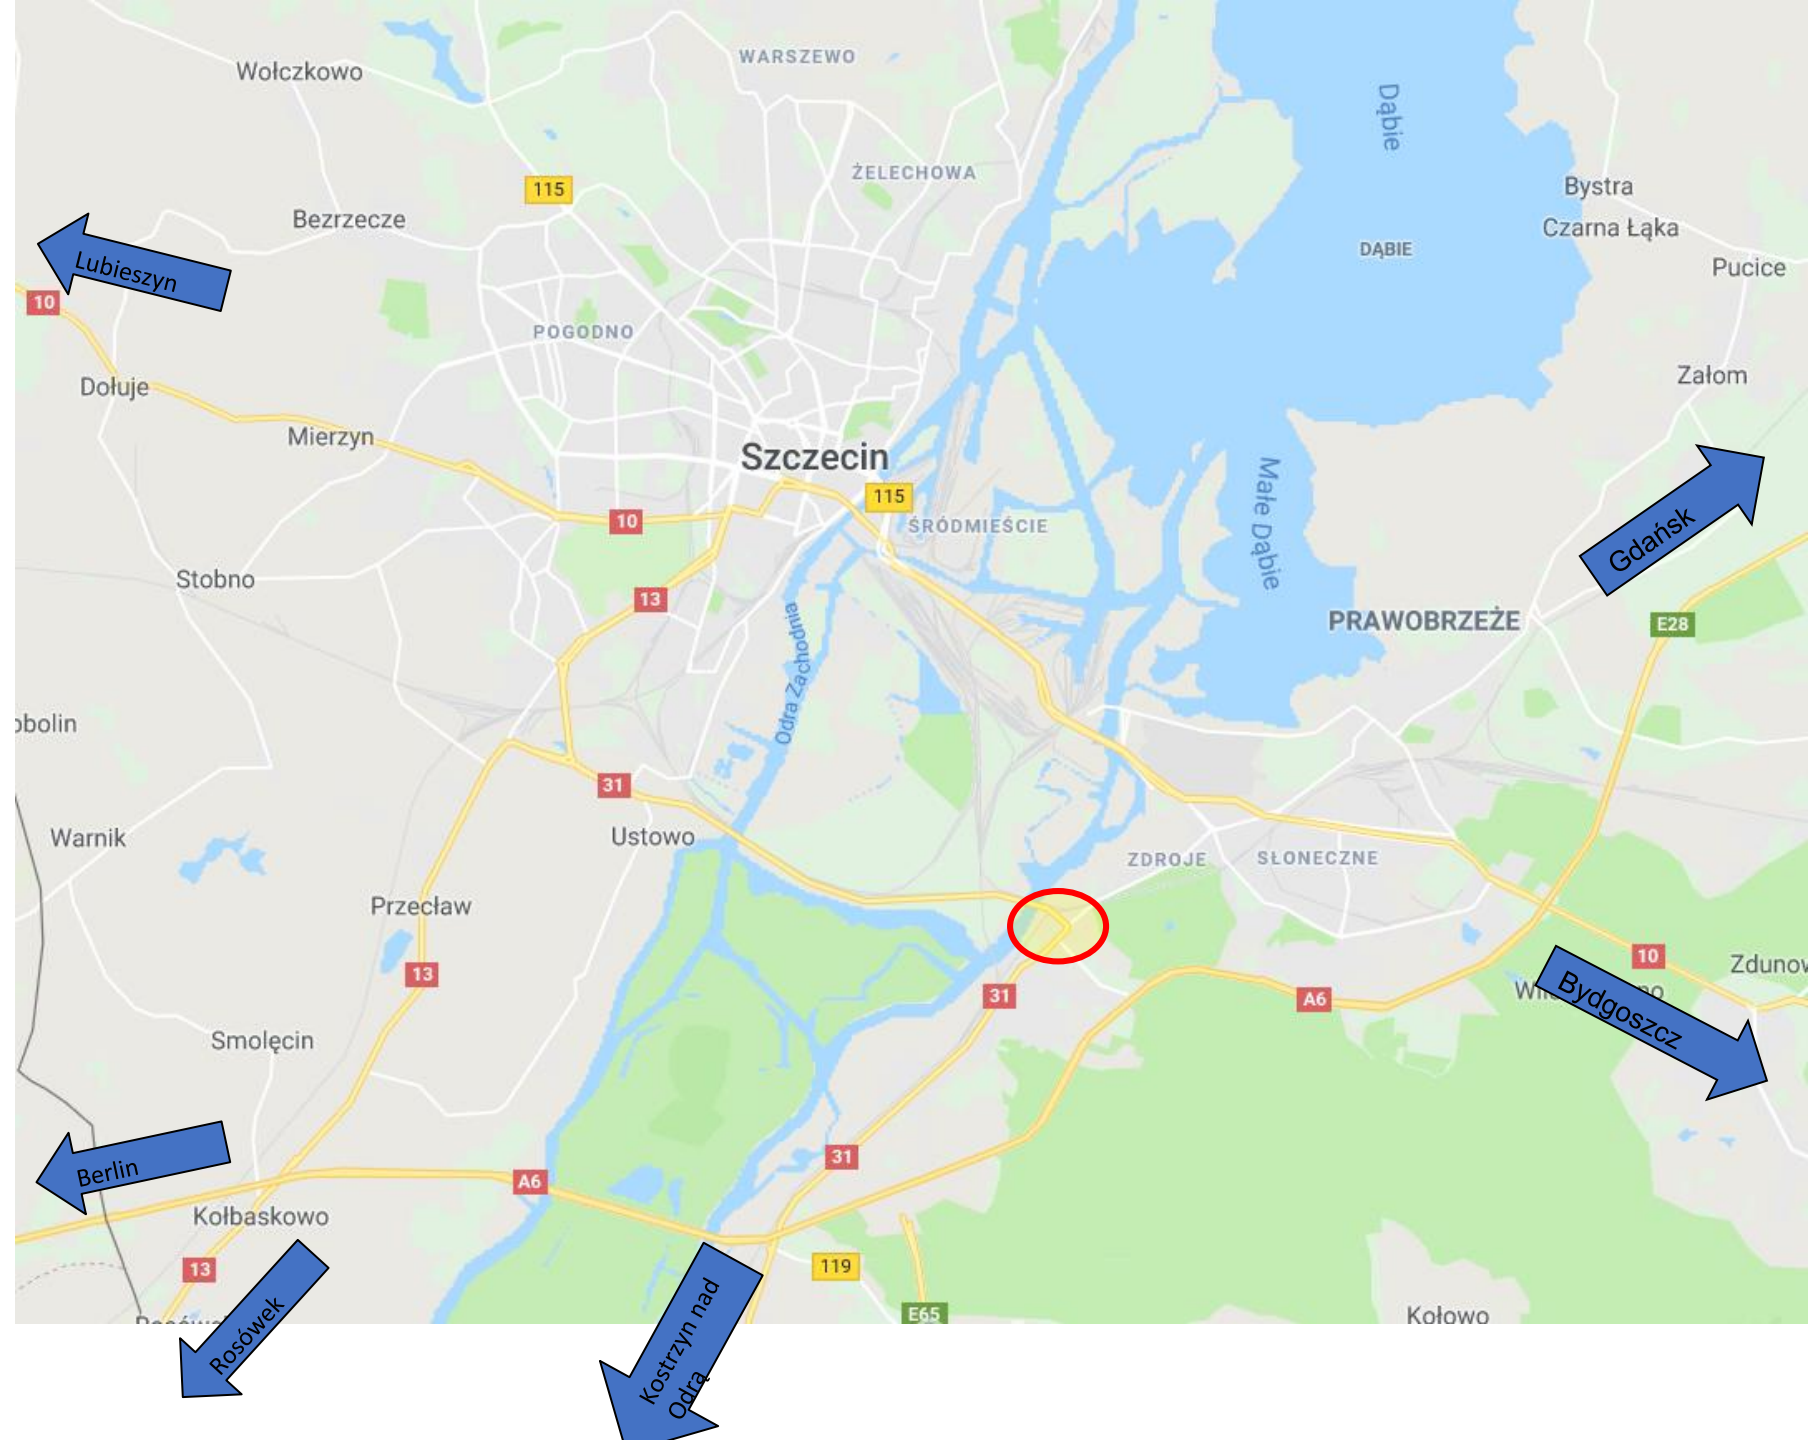 WARSZEWO
Wołczkowo
Dąbie
ŻELECHOWA
115
Bystra
Bezrzecze
Czarna Łąka
DĄBIE
Pucice
Lubieszyn
10
POGODNO
Załom
Dołuje
Mierzyn
Szczecin
115
Małe Dąbie
10
ŚRÓDMIEŚCIE
Gdańsk
Stobno
13
PRAWOBRZEŻE
E28
Odra Zachodnia
obolin
31
Warnik
Ustowo
ZDROJE
SŁONECZNE
Przecław
13
10
Zdunow
31
A6
Bydgoszcz
Smolęcin
31
Berlin
A6
Kołbaskowo
13
119
Rosówek
Kostrzyn nad
Odrą
E65
Kołowo